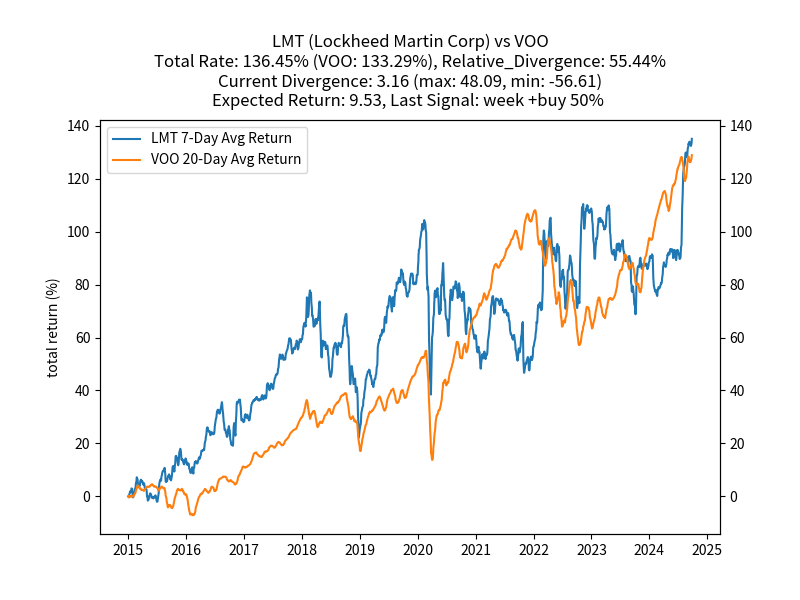 LMT (Lockheed Martin Corp) vs VOO
Total Rate: 136.45% (VOO: 133.29%), Relative_Divergence: 55.44%
Current Divergence: 3.16 (max: 48.09, min: -56.61)
Expected Return: 9.53, Last Signal: week +buy 50%
LMT 7-Day Avg Return
VOO 20-Day Avg Return
total return (%)
140
120
100
80
60
40
20
0
140
120
100
80
60
40
20
0
2015 2016 2017 2018 2019 2020 2021 2022 2023 2024 2025